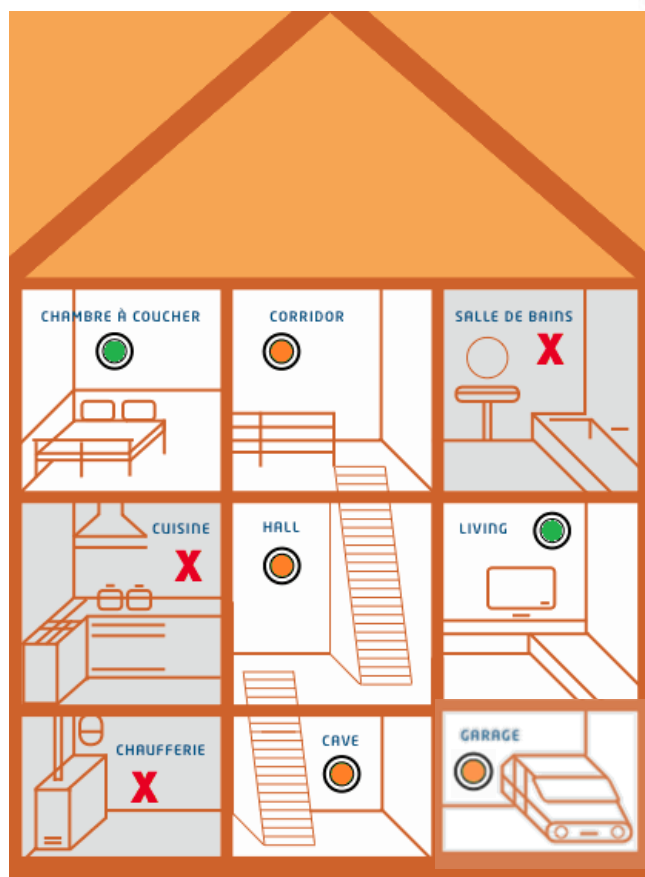 CHAMBRE À COUCHER
CORRIDOR
SALLE DE BAINS
X
CUISINE
X
HALL
LIVING
CHAUFFERIE
X
CAVE
GARAGE